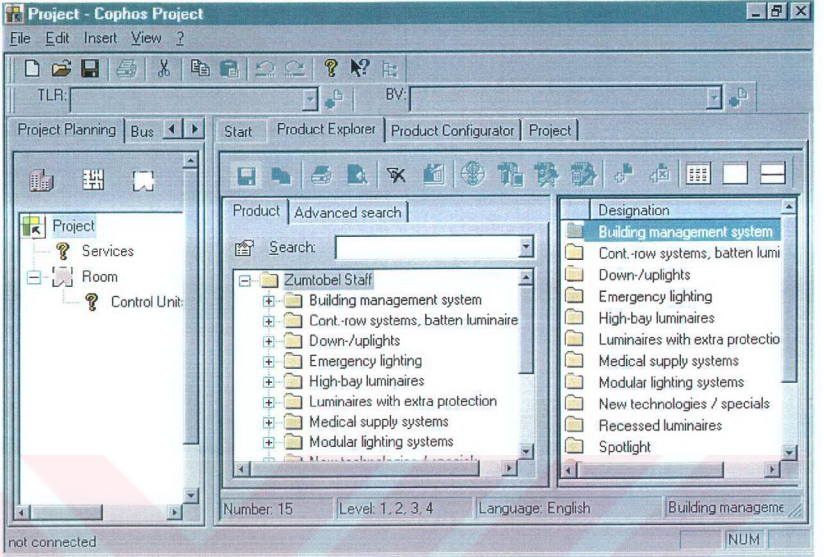 Project - Cophos Project
File Edit Insert View ?
TLR: BV:
Project Planning Bus
Start Product Explorer Product Configurator Project
Project
Services
Room
Control Unit
Product Advanced search
Search:
Zumtobel Staff
Building management system
Cont.-row systems, batten luminaire
Down-/uplights
Emergency lighting
High-bay luminaires
Luminaires with extra protection
Medical supply systems
Modular lighting systems
New technologies / specials
Designation
Building management system
Cont.-row systems, batten lumi
Down-/uplights
Emergency lighting
High-bay luminaires
Luminaires with extra protectio
Medical supply systems
Modular lighting systems
New technologies / specials
Recessed luminaires
Spotlight
Number: 15 Level: 1, 2, 3, 4 Language: English Building manageme
not connected NUM